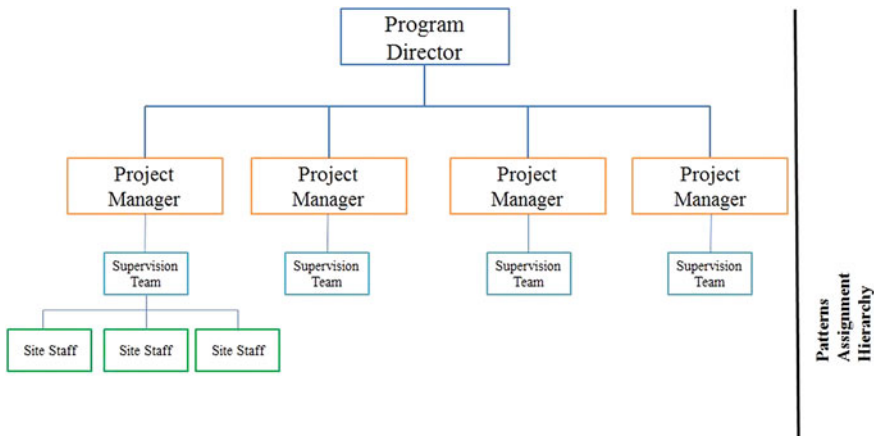 Program
Director
Project
Manager
Project
Manager
Project
Manager
Project
Manager
Supervision
Team
Supervision
Team
Supervision
Team
Supervision
Team
Site Staff
Site Staff
Site Staff
Patterns
Assignment
Hierarchy